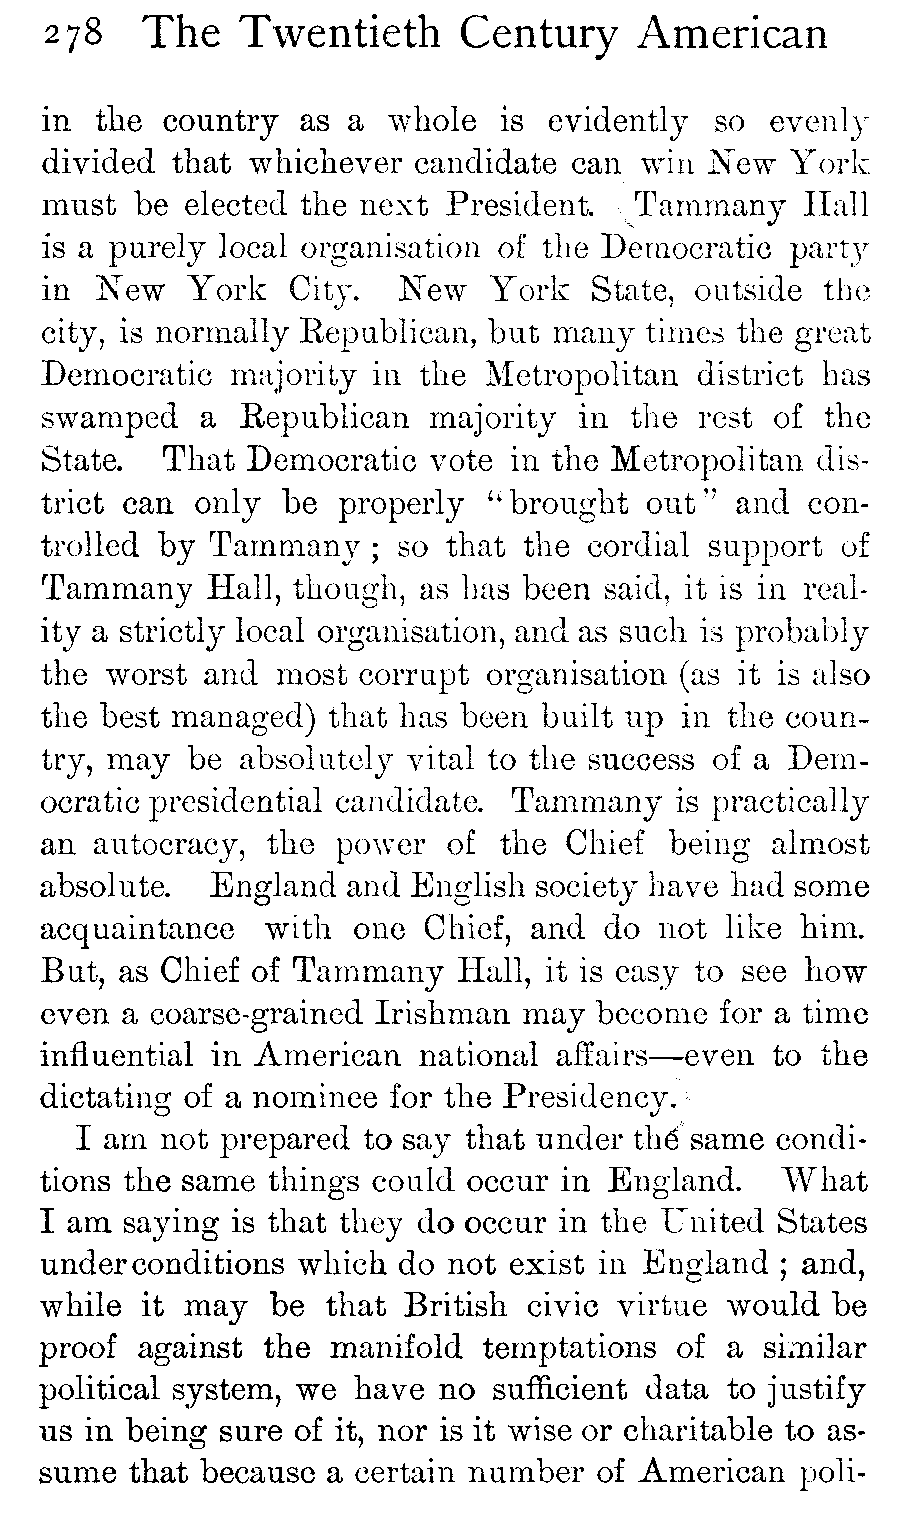 278 The Twentieth Century American
in the country as a whole is evidently so evenly
divided that whichever candidate can win New York
must be elected the next President. Tammany Hall
is a purely local organisation of the Democratic party
in New York City. New York State, outside the
city, is normally Republican, but many times the great
Democratic majority in the Metropolitan district has
swamped a Republican majority in the rest of the
State. That Democratic vote in the Metropolitan dis-
trict can only be properly "brought out" and con-
trolled by Tammany; so that the cordial support of
Tammany Hall, though, as has been said, it is in real-
ity a strictly local organisation, and as such is probably
the worst and most corrupt organisation (as it is also
the best managed) that has been built up in the coun-
try, may be absolutely vital to the success of a Dem-
ocratic presidential candidate. Tammany is practically
an autocracy, the power of the Chief being almost
absolute. England and English society have had some
acquaintance with one Chief, and do not like him.
But, as Chief of Tammany Hall, it is easy to see how
even a coarse-grained Irishman may become for a time
influential in American national affairs—even to the
dictating of a nominee for the Presidency.
I am not prepared to say that under the same condi-
tions the same things could occur in England. What
I am saying is that they do occur in the United States
under conditions which do not exist in England; and,
while it may be that British civic virtue would be
proof against the manifold temptations of a similar
political system, we have no sufficient data to justify
us in being sure of it, nor is it wise or charitable to as-
sume that because a certain number of American poli-